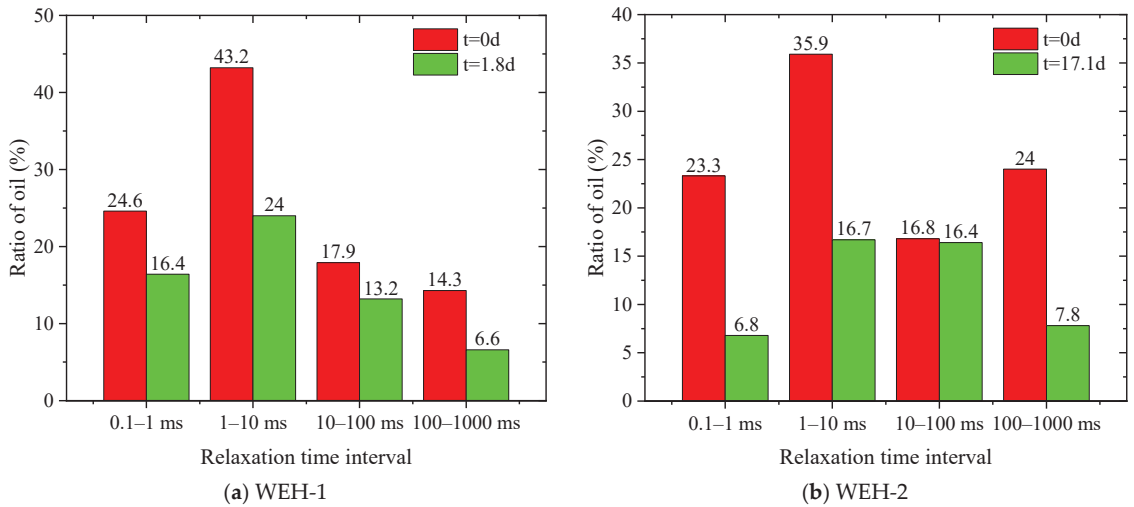 50
40
30
20
10
0
Ratio of oil (%)
t=0d
t=1.8d
24.6
16.4
43.2
24
17.9
13.2
14.3
6.6
0.1–1 ms
1–10 ms
10–100 ms
100–1000 ms
Relaxation time interval
(a) WEH-1
40
35
30
25
20
15
10
5
0
Ratio of oil (%)
t=0d
t=17.1d
23.3
6.8
35.9
16.7
16.8
16.4
24
7.8
0.1–1 ms
1–10 ms
10–100 ms
100–1000 ms
Relaxation time interval
(b) WEH-2